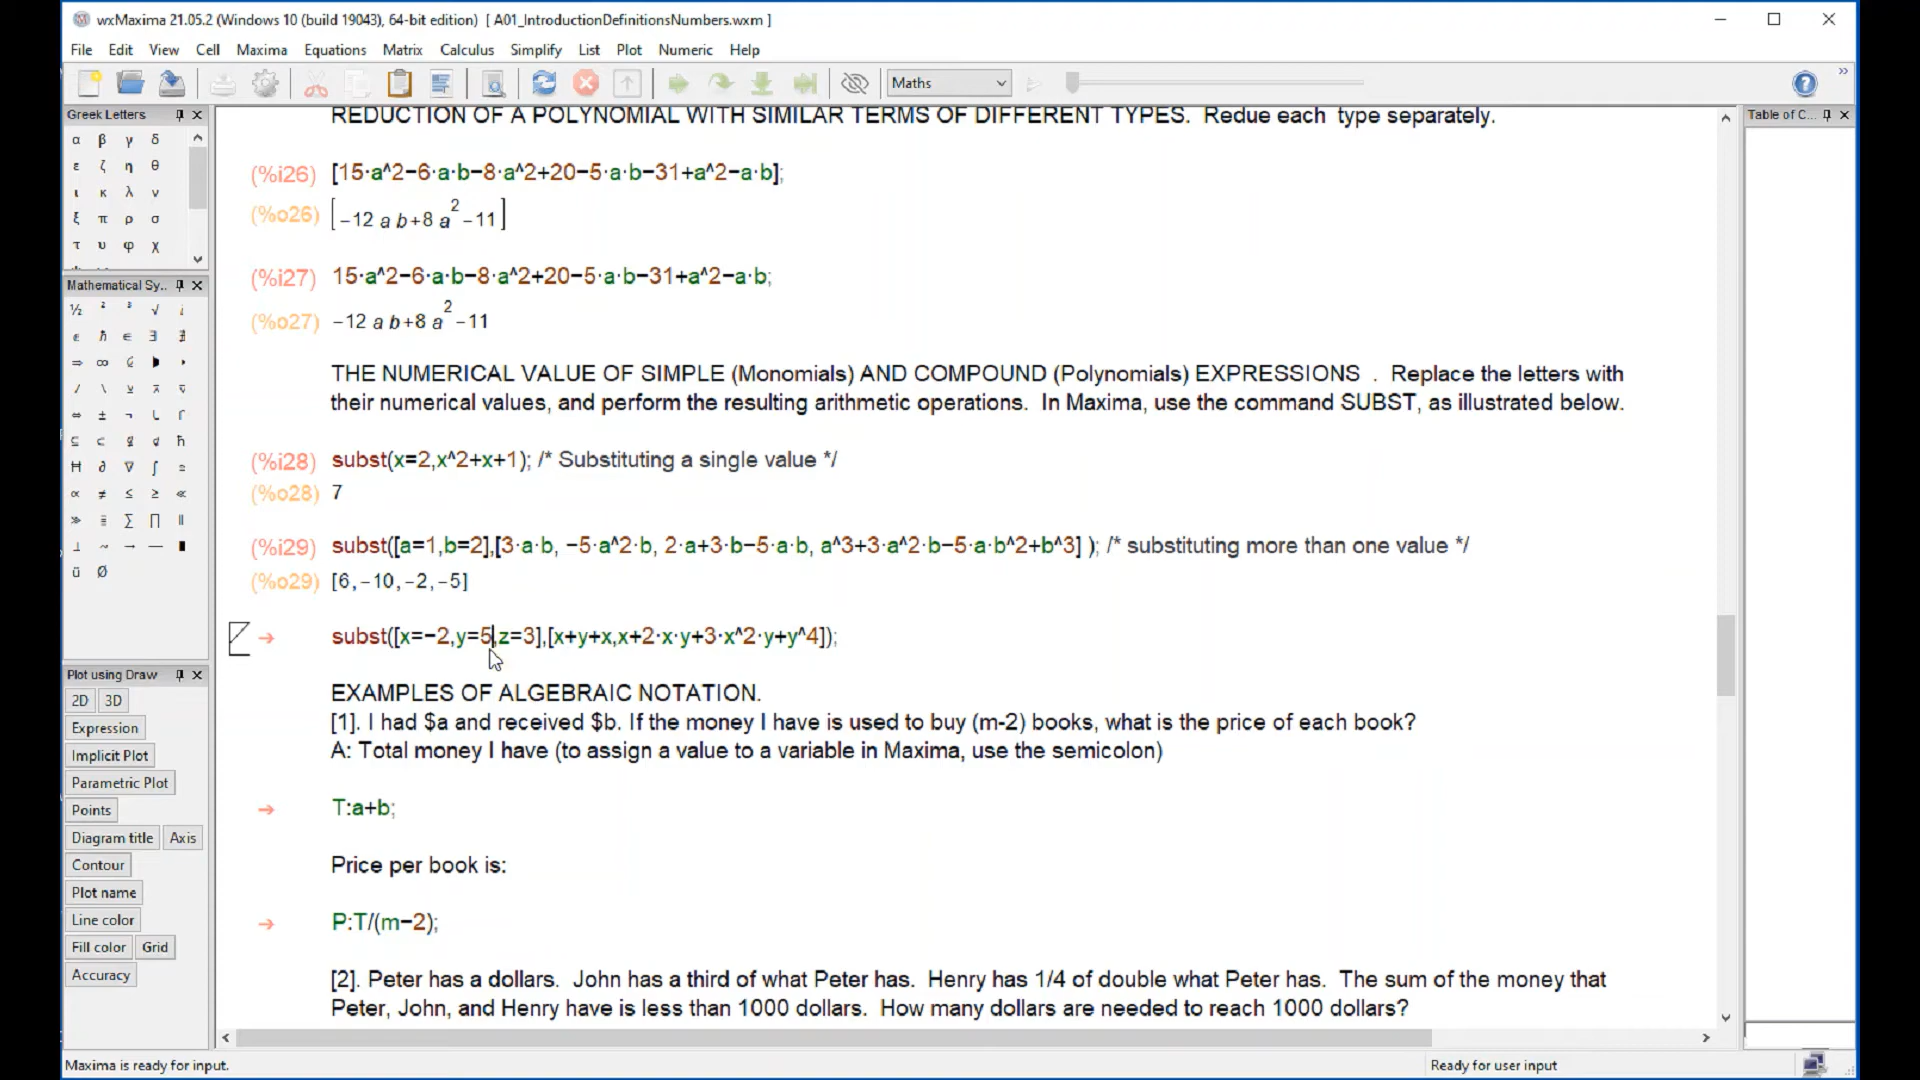 wxMaxima 21.05.2 (Windows 10 (build 19043), 64-bit edition) [ A01_IntroductionDefinitionsNumbers.wxm ]
File Edit View Cell Maxima Equations Matrix Calculus Simplify List Plot Numeric Help
Maths
Greek Letters
α β γ δ
ε ζ η θ
ι κ λ ν
ξ π ρ σ
τ υ φ χ
Mathematical Sy..
½ ² ³ √ i
e ħ ∈ ∃ ∄
⇒ ∞
⇔ ± ¬
Ħ ∂ ∇ ∫ ≃
∝ ≠ ≤ ≥ ≪
≫ ∑ ∏ ∥
⊥ → —
ü Ø
Plot using Draw
2D 3D
Expression
Implicit Plot
Parametric Plot
Points
Diagram title Axis
Contour
Plot name
Line color
Fill color Grid
Accuracy
REDUCTION OF A POLYNOMIAL WITH SIMILAR TERMS OF DIFFERENT TYPES. Redue each type separately.
(%i26) [15·a^2−6·a·b−8·a^2+20−5·a·b−31+a^2−a·b];
(%o26) [−12 a b+8 a² −11]
(%i27) 15·a^2−6·a·b−8·a^2+20−5·a·b−31+a^2−a·b;
(%o27) −12 a b+8 a² −11
THE NUMERICAL VALUE OF SIMPLE (Monomials) AND COMPOUND (Polynomials) EXPRESSIONS . Replace the letters with
their numerical values, and perform the resulting arithmetic operations. In Maxima, use the command SUBST, as illustrated below.
(%i28) subst(x=2,x^2+x+1); /* Substituting a single value */
(%o28) 7
(%i29) subst([a=1,b=2],[3·a·b, −5·a^2·b, 2·a+3·b−5·a·b, a^3+3·a^2·b−5·a·b^2+b^3] ); /* substituting more than one value */
(%o29) [6,−10,−2,−5]
→ subst([x=−2,y=5,z=3],[x+y+x,x+2·x·y+3·x^2·y+y^4]);
EXAMPLES OF ALGEBRAIC NOTATION.
[1]. I had $a and received $b. If the money I have is used to buy (m-2) books, what is the price of each book?
A: Total money I have (to assign a value to a variable in Maxima, use the semicolon)
→ T:a+b;
Price per book is:
→ P:T/(m−2);
[2]. Peter has a dollars. John has a third of what Peter has. Henry has 1/4 of double what Peter has. The sum of the money that
Peter, John, and Henry have is less than 1000 dollars. How many dollars are needed to reach 1000 dollars?
Table of C...
Maxima is ready for input.
Ready for user input